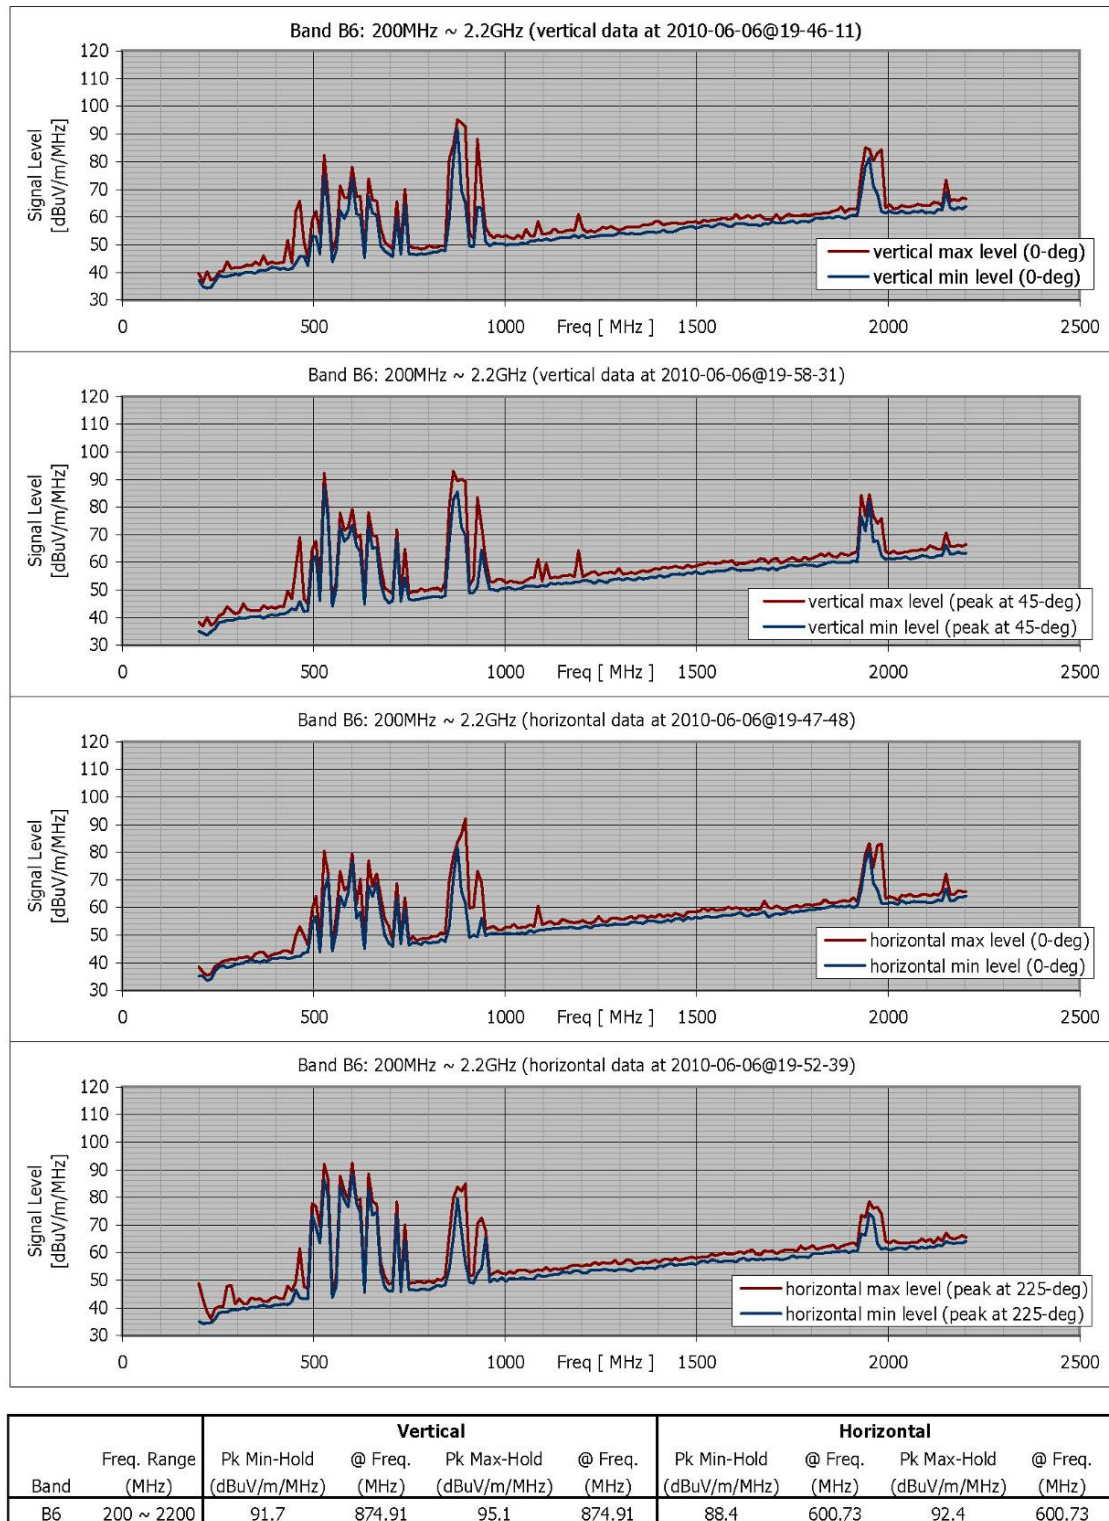 Band B6: 200MHz ~ 2.2GHz (vertical data at 2010-06-06@19-46-11)
120
110
100
90
80
70
60
50
40
30
Signal Level
[dBuV/m/MHz]
vertical max level (0-deg)
vertical min level (0-deg)
0 500 1000 1500 2000 2500
Freq [ MHz ]
Band B6: 200MHz ~ 2.2GHz (vertical data at 2010-06-06@19-58-31)
120
110
100
90
80
70
60
50
40
30
Signal Level
[dBuV/m/MHz]
vertical max level (peak at 45-deg)
vertical min level (peak at 45-deg)
0 500 1000 1500 2000 2500
Freq [ MHz ]
Band B6: 200MHz ~ 2.2GHz (horizontal data at 2010-06-06@19-47-48)
120
110
100
90
80
70
60
50
40
30
Signal Level
[dBuV/m/MHz]
horizontal max level (0-deg)
horizontal min level (0-deg)
0 500 1000 1500 2000 2500
Freq [ MHz ]
Band B6: 200MHz ~ 2.2GHz (horizontal data at 2010-06-06@19-52-39)
120
110
100
90
80
70
60
50
40
30
Signal Level
[dBuV/m/MHz]
horizontal max level (peak at 225-deg)
horizontal min level (peak at 225-deg)
0 500 1000 1500 2000 2500
Freq [ MHz ]
Vertical Horizontal
Freq. Range Pk Min-Hold @ Freq. Pk Max-Hold @ Freq. Pk Min-Hold @ Freq. Pk Max-Hold @ Freq.
Band (MHz) (dBuV/m/MHz) (MHz) (dBuV/m/MHz) (MHz) (dBuV/m/MHz) (MHz) (dBuV/m/MHz) (MHz)
B6 200 ~ 2200 91.7 874.91 95.1 874.91 88.4 600.73 92.4 600.73